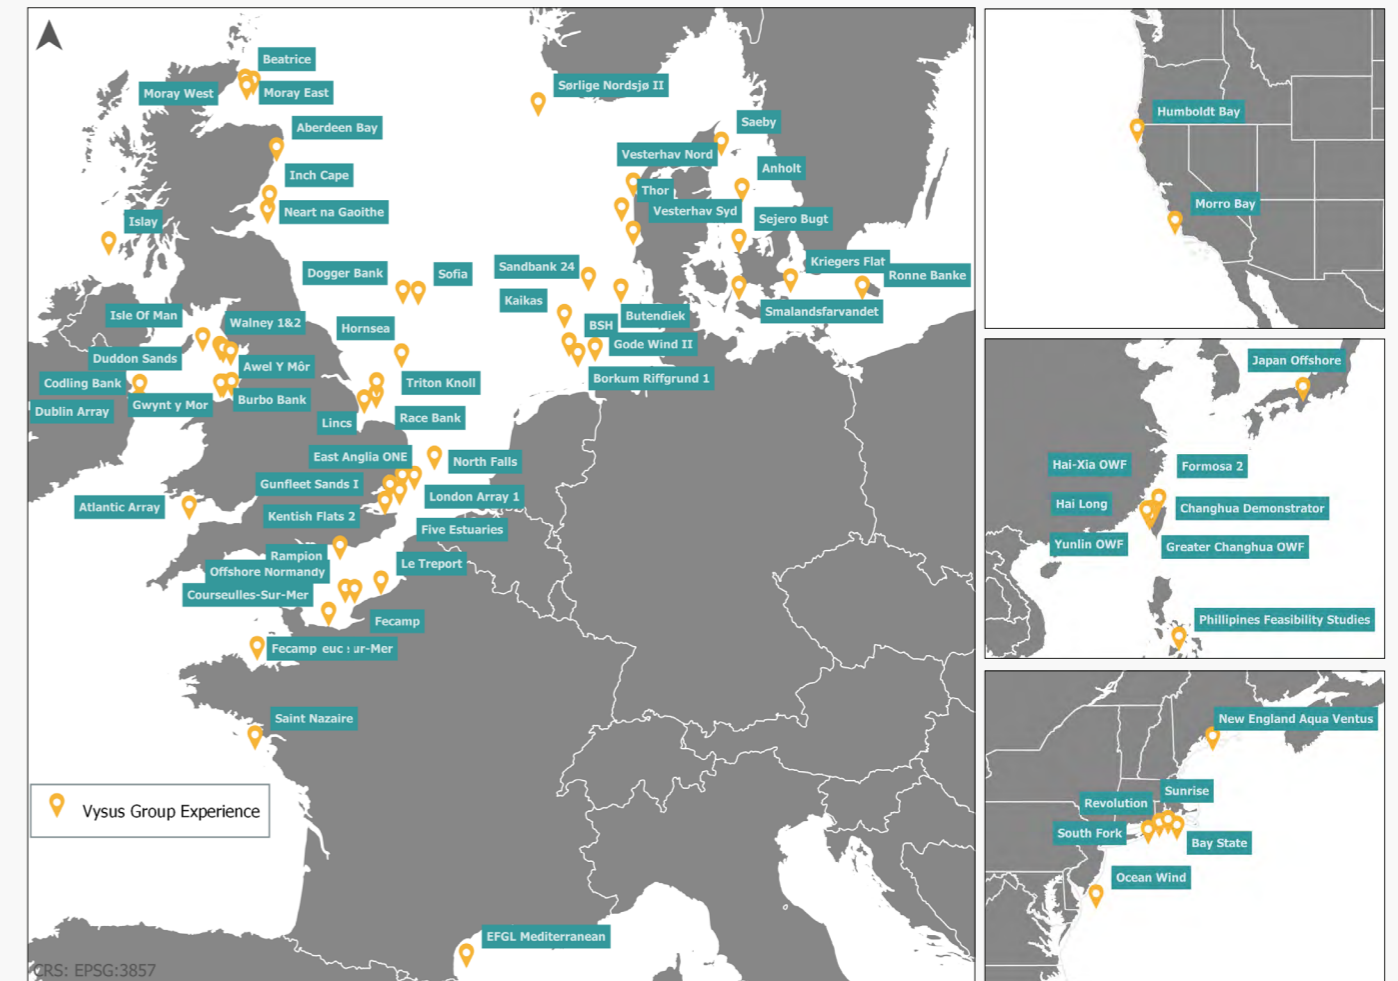 Beatrice
Moray West
Moray East
Aberdeen Bay
Inch Cape
Neart na Gaoithe
Islay
Dogger Bank
Sofia
Isle Of Man
Walney 1&2
Hornsea
Duddon Sands
Awel Y Môr
Codling Bank
Gwynt y Mor
Burbo Bank
Dublin Array
Triton Knoll
Lincs
Race Bank
East Anglia ONE
North Falls
Gunfleet Sands I
London Array 1
Atlantic Array
Kentish Flats 2
Five Estuaries
Rampion
Offshore Normandy
Le Treport
Courseulles-Sur-Mer
Fecamp
Fecamp euc ur-Mer
Saint Nazaire
Vysus Group Experience
EFGL Mediterranean
CRS: EPSG:3857
Sørlige Nordsjø II
Saeby
Vesterhav Nord
Anholt
Thor
Vesterhav Syd
Sejero Bugt
Sandbank 24
Kriegers Flat
Ronne Banke
Kaikas
Butendiek
Smalandsfarvandet
BSH
Gode Wind II
Borkum Riffgrund 1
Humboldt Bay
Morro Bay
Japan Offshore
Hai-Xia OWF
Formosa 2
Hai Long
Changhua Demonstrator
Yunlin OWF
Greater Changhua OWF
Phillipines Feasibility Studies
New England Aqua Ventus
Sunrise
Revolution
South Fork
Bay State
Ocean Wind